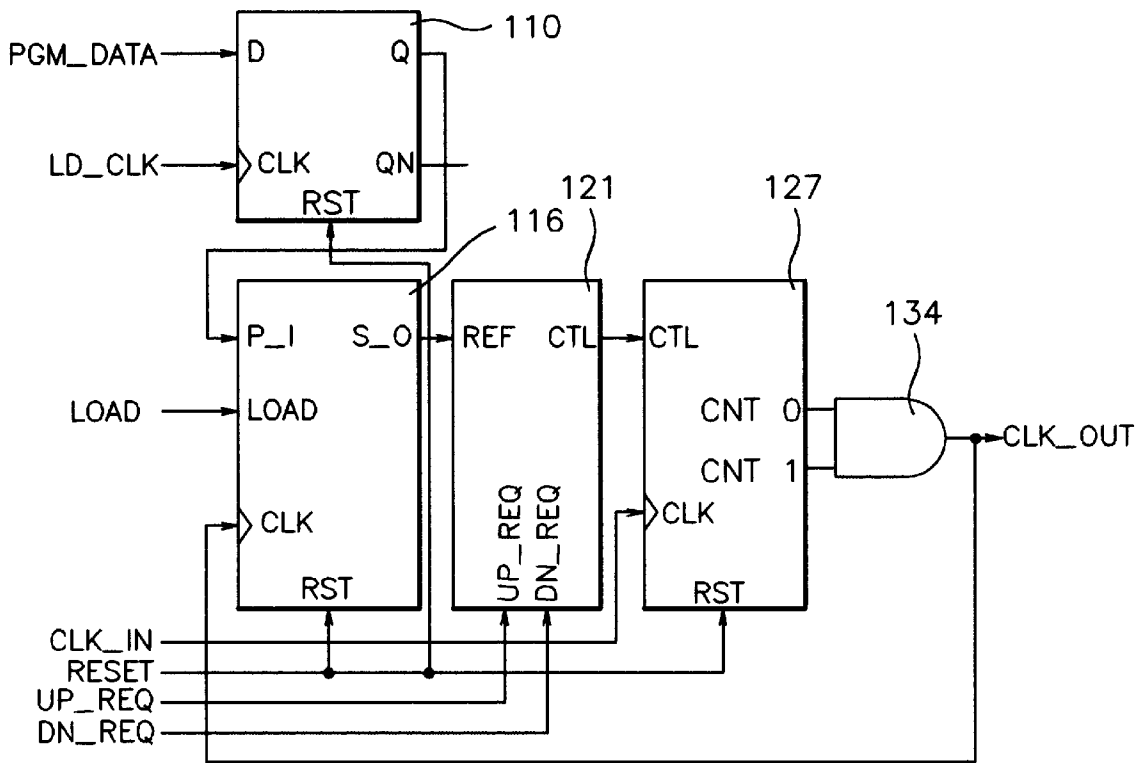 110
PGM_DATA D Q
LD_CLK CLK QN
RST
116 121 127
134
P_I S_O REF CTL CTL
LOAD LOAD CNT 0
CLK_OUT
CNT 1
CLK UP_REQ DN_REQ CLK
RST RST
CLK_IN
RESET
UP_REQ
DN_REQ